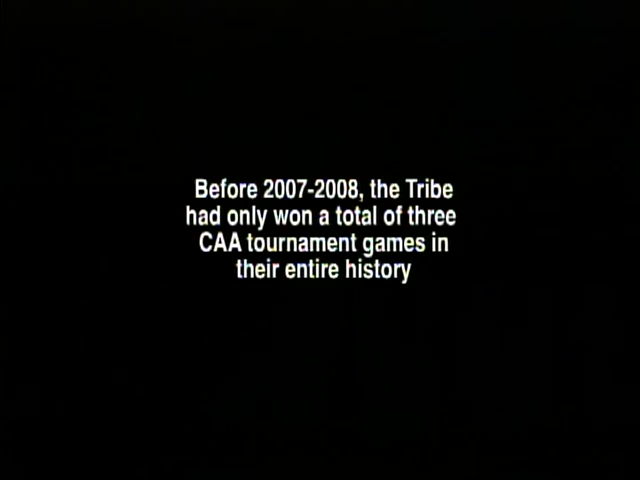 Before 2007-2008, the Tribe
had only won a total of three
CAA tournament games in
their entire history